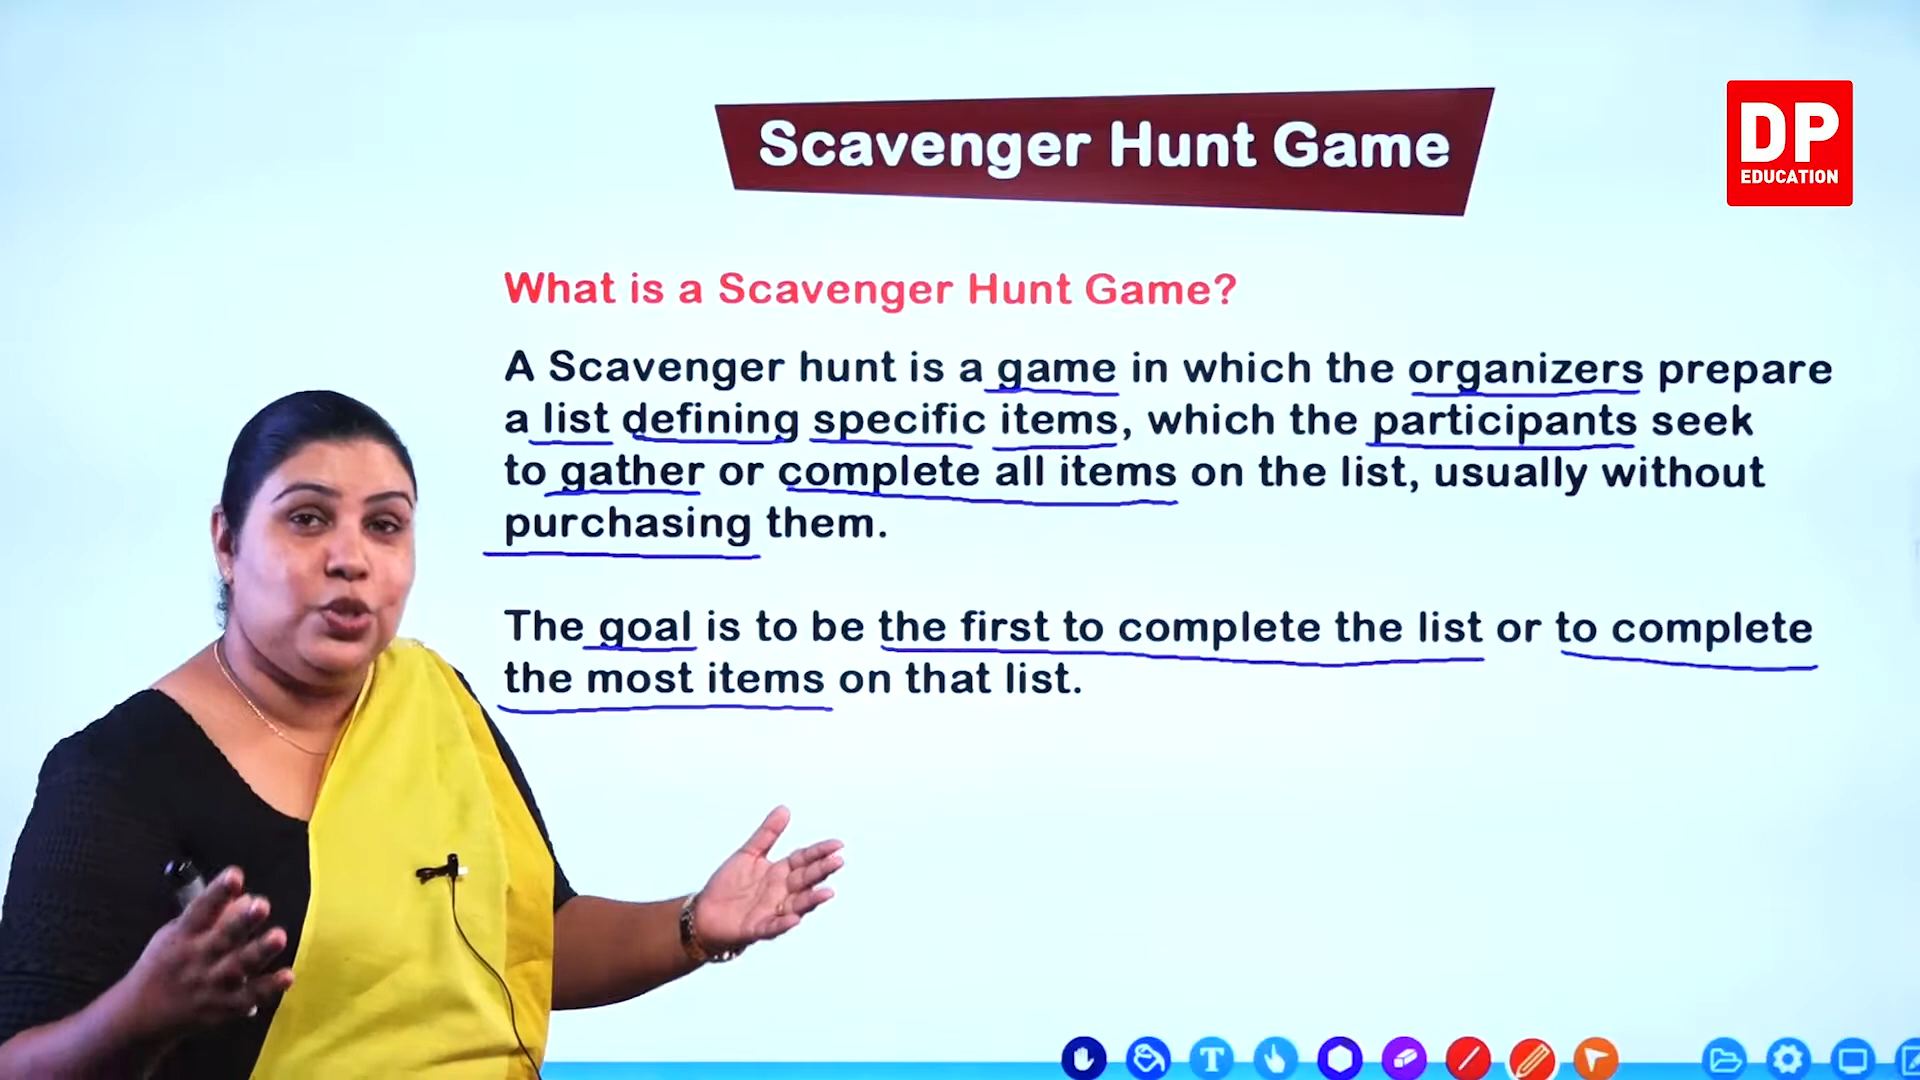 Scavenger Hunt Game
DP
EDUCATION
What is a Scavenger Hunt Game?
A Scavenger hunt is a game in which the organizers prepare
a list defining specific items, which the participants seek
to gather or complete all items on the list, usually without
purchasing them.
The goal is to be the first to complete the list or to complete
the most items on that list.
T